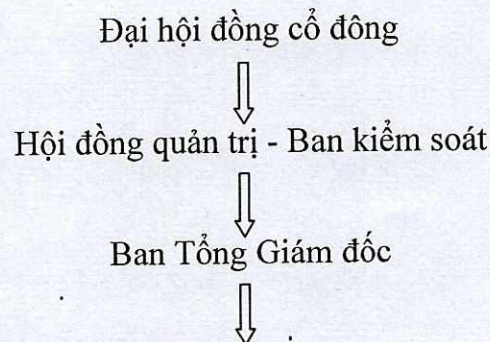 Đại hội đồng cổ đông
Hội đồng quản trị - Ban kiểm soát
Ban Tổng Giám đốc